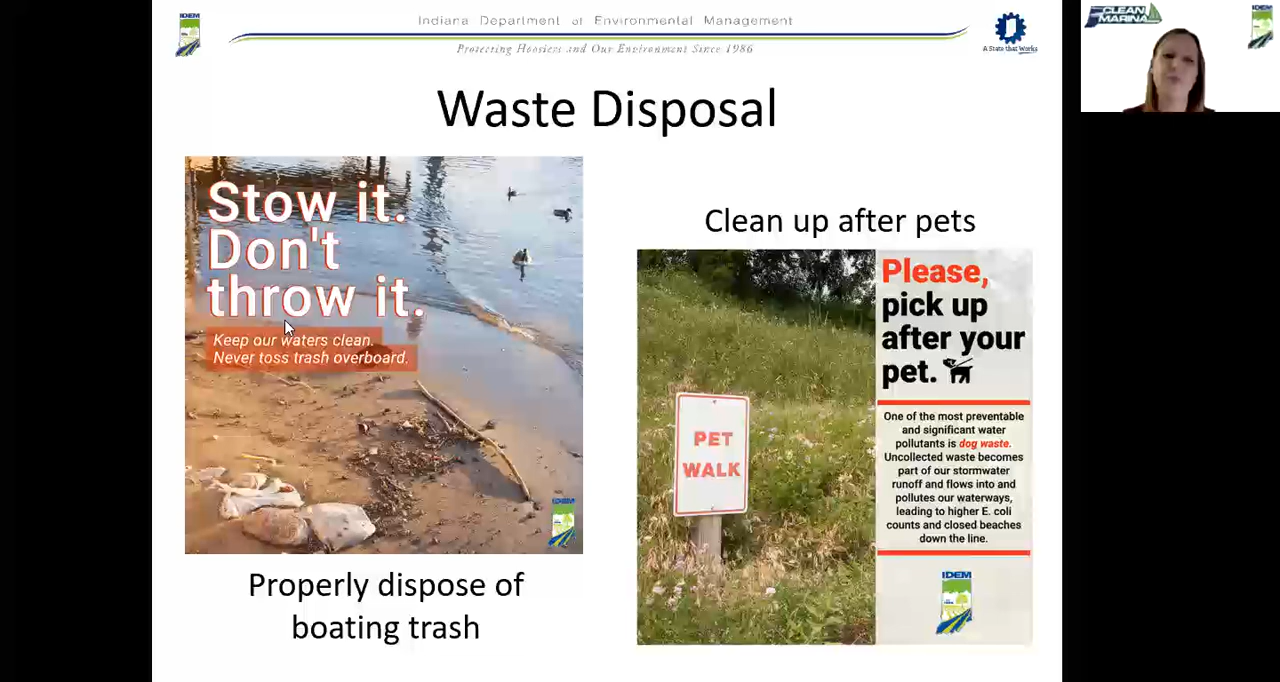 Indiana Department of Environmental Management
Protecting Hoosiers and Our Environment Since 1986
A State that Works
CLEAN
MARINA
IDEM
Waste Disposal
Stow it.
Don't
throw it.
Keep our waters clean.
Never toss trash overboard.
IDEM
Properly dispose of
boating trash
Clean up after pets
PET
WALK
Please,
pick up
after your
pet.
One of the most preventable
and significant water
pollutants is dog waste.
Uncollected waste becomes
part of our stormwater
runoff and flows into and
pollutes our waterways,
leading to higher E. coli
counts and closed beaches
down the line.
IDEM